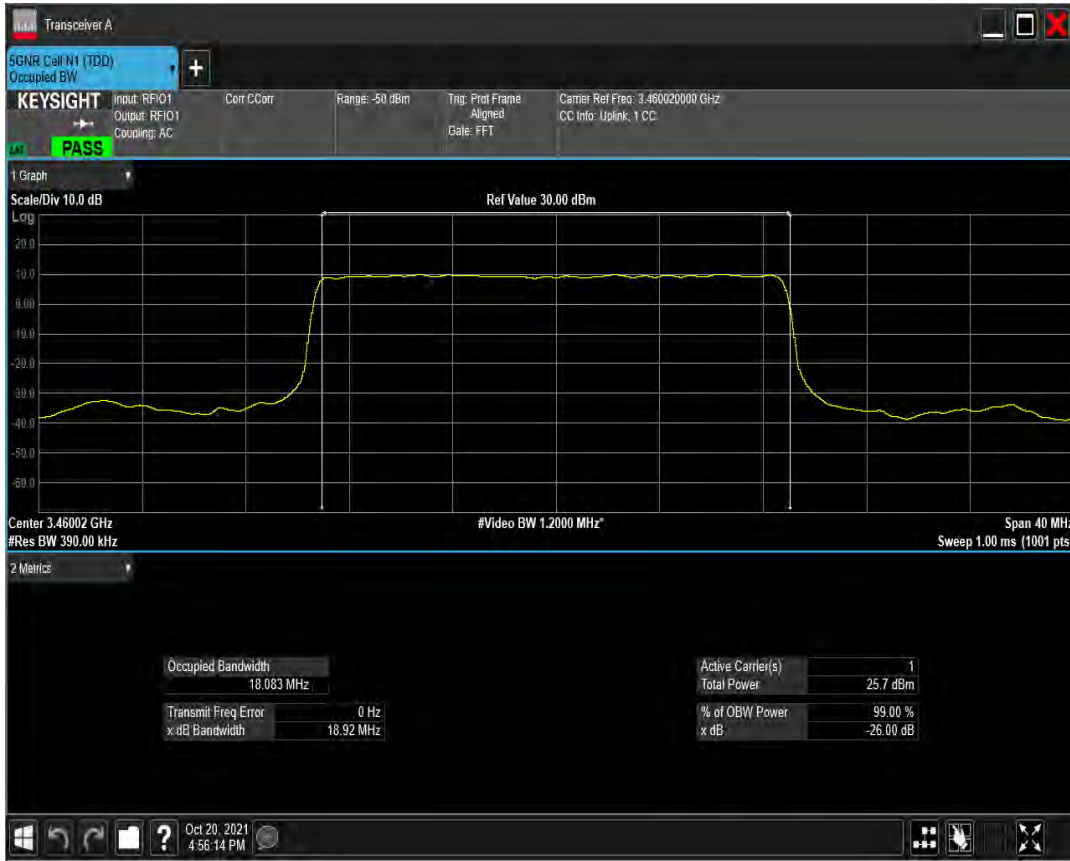 Transceiver A
5GNR Cell N1 (TDD)
Occupied BW
+
KEYSIGHT
Input: RFIO1
Output: RFIO1
Coupling: AC
Corr CCorr
Range: -50 dBm
Trig: Prot Frame
Aligned
Gate: FFT
Carrier Ref Freq: 3.460020000 GHz
CC Info: Uplink, 1 CC
PASS
1 Graph
Scale/Div 10.0 dB
Ref Value 30.00 dBm
Log
20.0
10.0
0.00
-10.0
-20.0
-30.0
-40.0
-50.0
-60.0
Center 3.46002 GHz
#Video BW 1.2000 MHz*
Span 40 MHz
#Res BW 390.00 kHz
Sweep 1.00 ms (1001 pts
2 Metrics
Occupied Bandwidth
18.083 MHz
Transmit Freq Error 0 Hz
x dB Bandwidth 18.92 MHz
Active Carrier(s) 1
Total Power 25.7 dBm
% of OBW Power 99.00 %
x dB -26.00 dB
?
Oct 20, 2021
4:56:14 PM